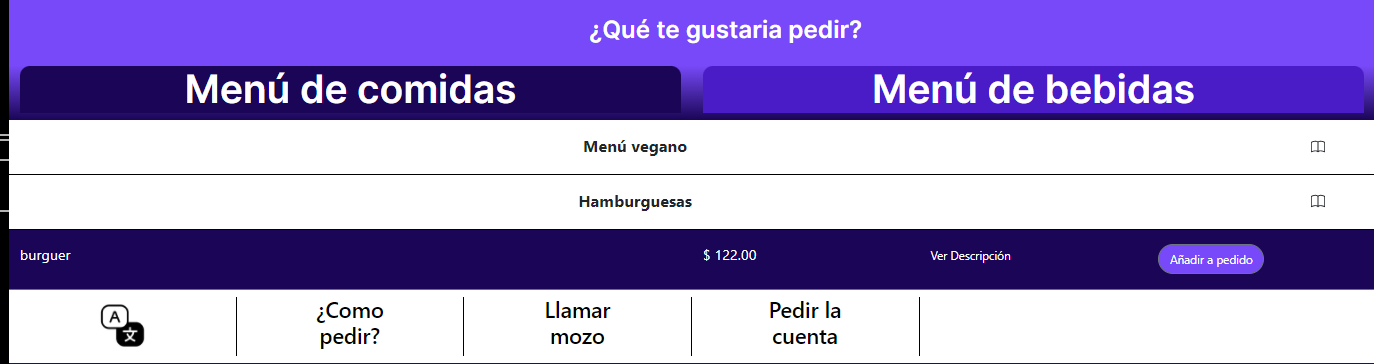 ¿Qué te gustaria pedir?
Menú de comidas
Menú de bebidas
Menú vegano
Hamburguesas
burguer $ 122.00 Ver Descripción Añadir a pedido
A
文
¿Como
pedir?
Llamar
mozo
Pedir la
cuenta